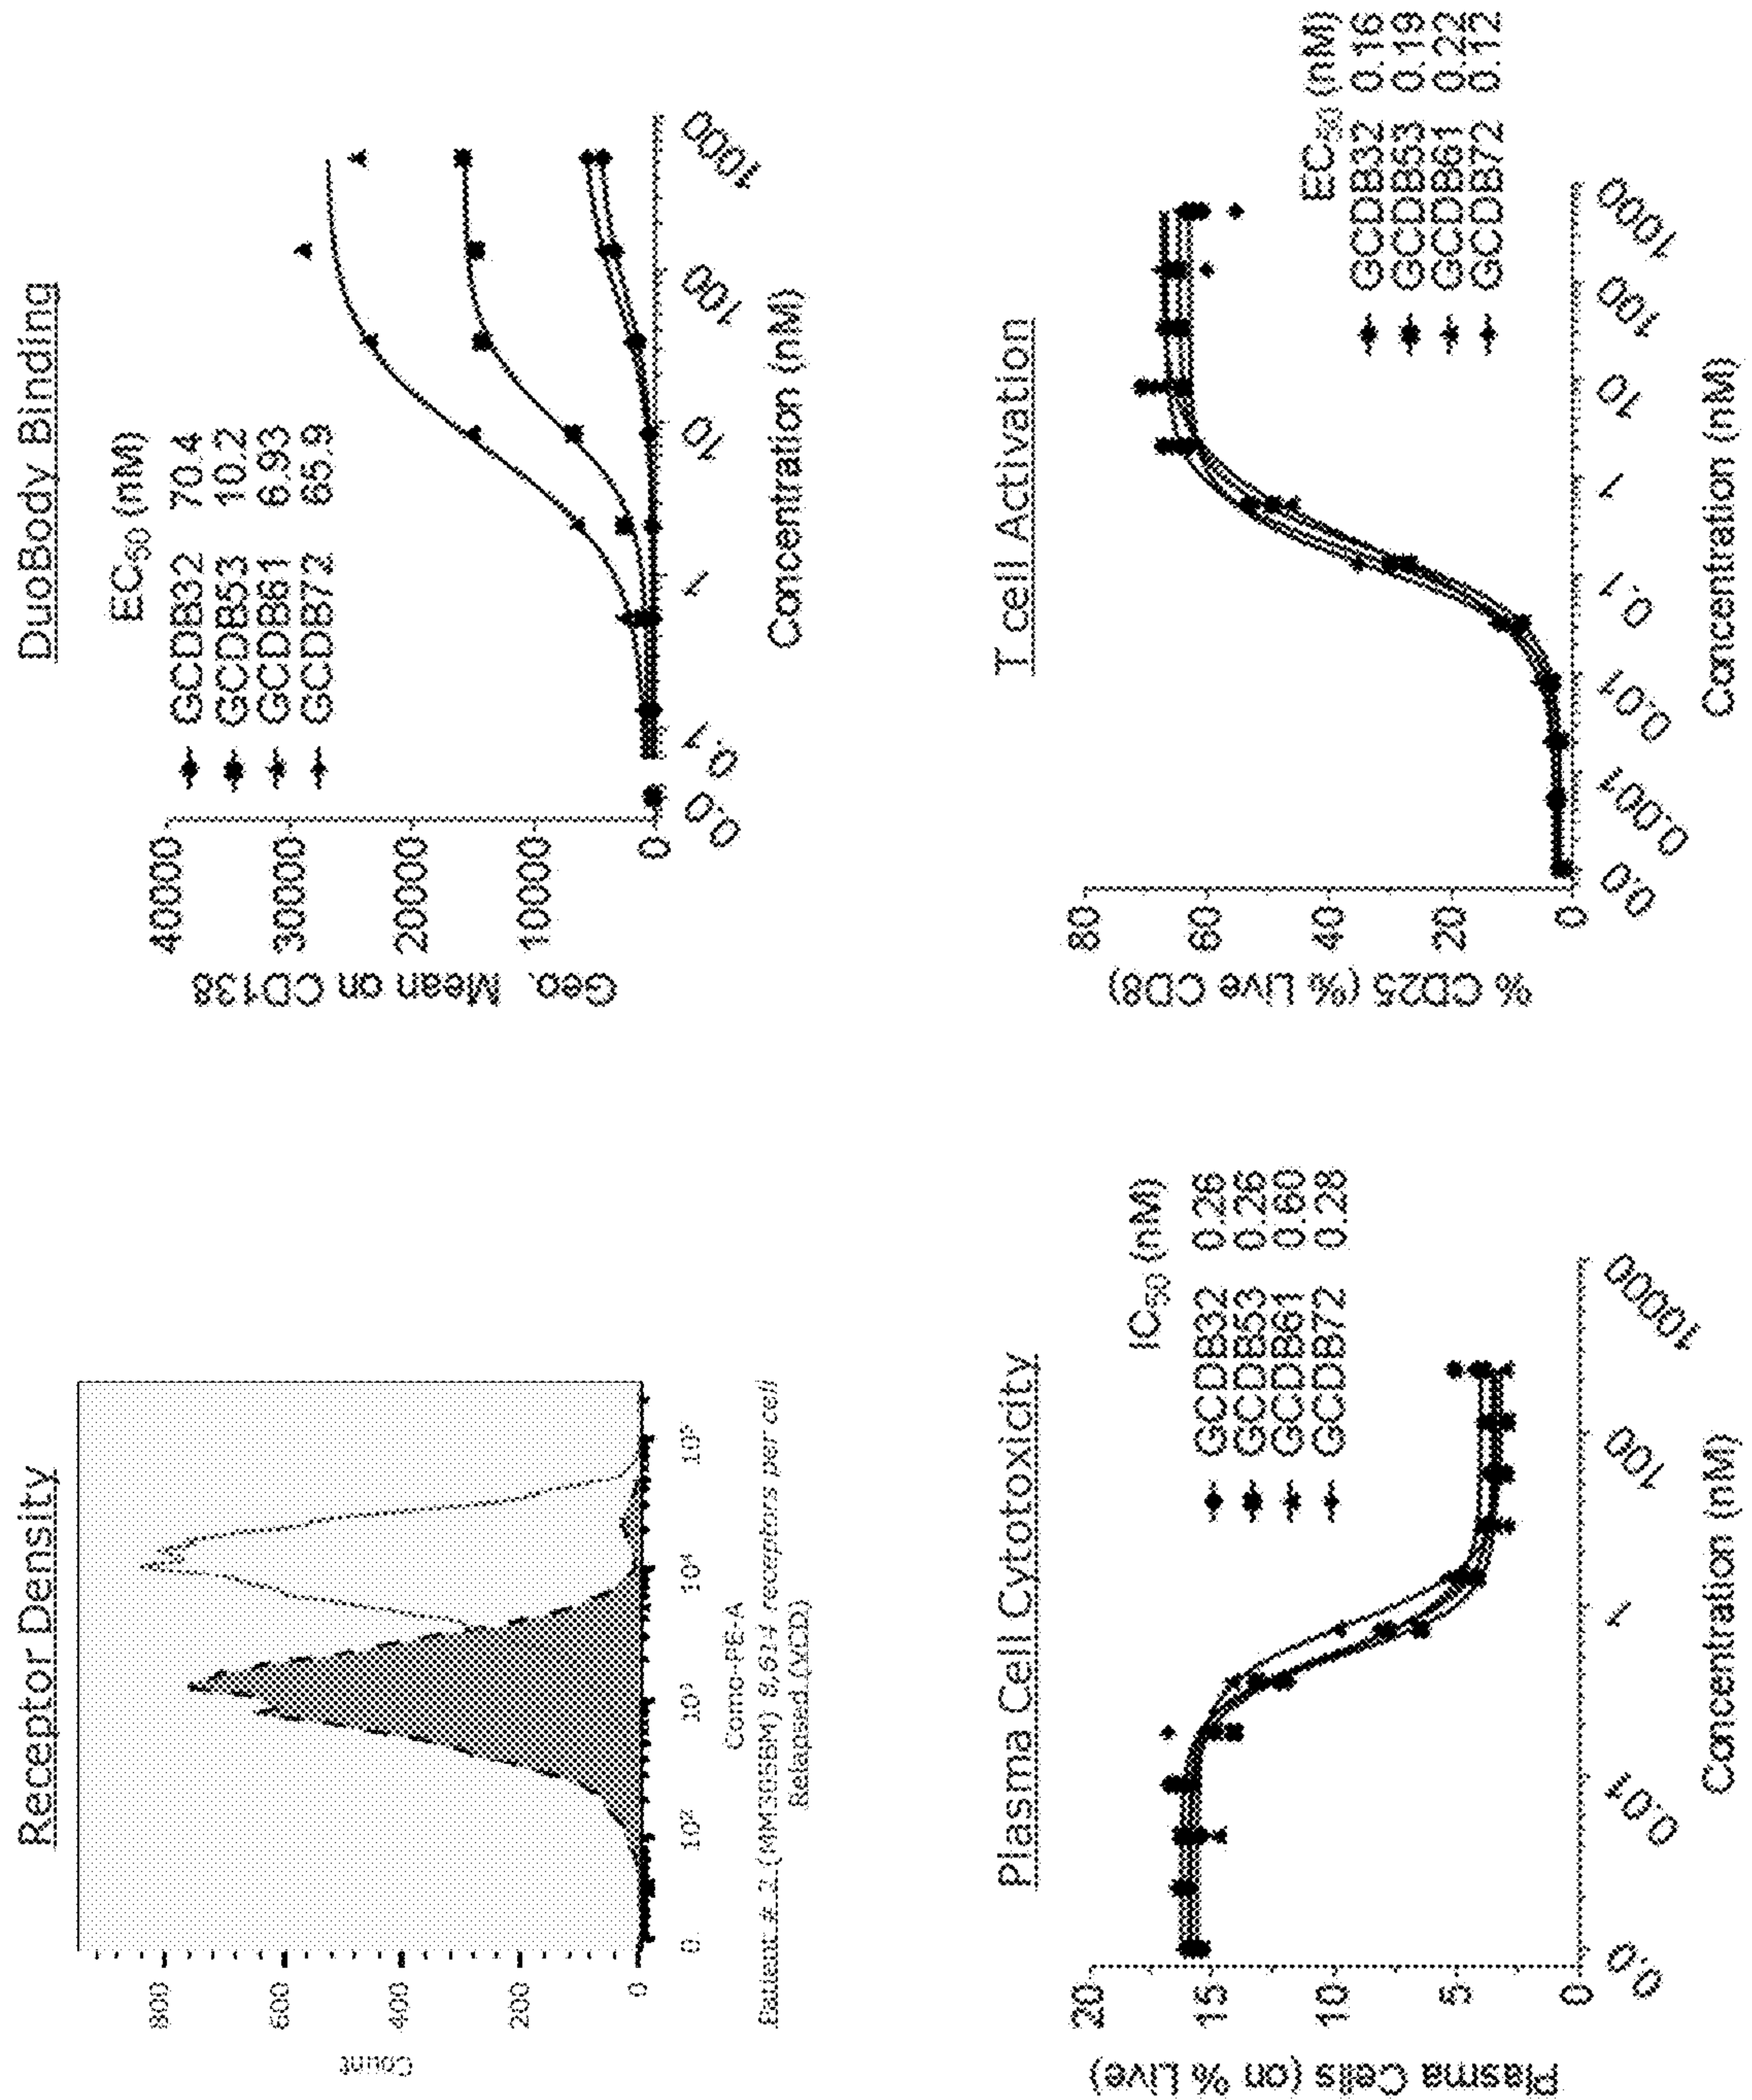 Receptor Density
Count
800
600
400
200
0
0 10² 10³ 10⁴ 10⁵
Como-PE-A
Patient # 3 (MM305BM) 8,614 receptors per cell
Relapsed (VCD)
DuoBody Binding
EC50 (nM)
GCDB32 70.4
GCDB53 10.2
GCDB61 6.93
GCDB72 65.9
Geo. Mean on CD138
40000
30000
20000
10000
0
0.0 0.1 1 10 100 1000
Concentration (nM)
Plasma Cell Cytotoxicity
IC50 (nM)
GCDB32 0.26
GCDB53 0.26
GCDB61 0.60
GCDB72 0.28
Plasma Cells (on % Live)
20
15
10
5
0
0.0 0.01 1 100 10000
Concentration (nM)
T cell Activation
EC50 (nM)
GCDB32 0.16
GCDB53 0.19
GCDB61 0.22
GCDB72 0.12
% CD25 (% Live CD8)
80
60
40
20
0
0.0 0.001 0.01 0.1 1 10 100 1000
Concentration (nM)